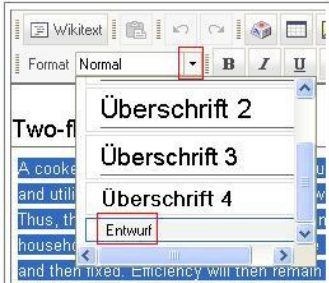 Wikitext
Format Normal B I U
Überschrift 2
Two-fl
Überschrift 3
A cooke
and utili
Überschrift 4
Thus, th
Entwurf
househo
and then fixed. Efficiency will then remain